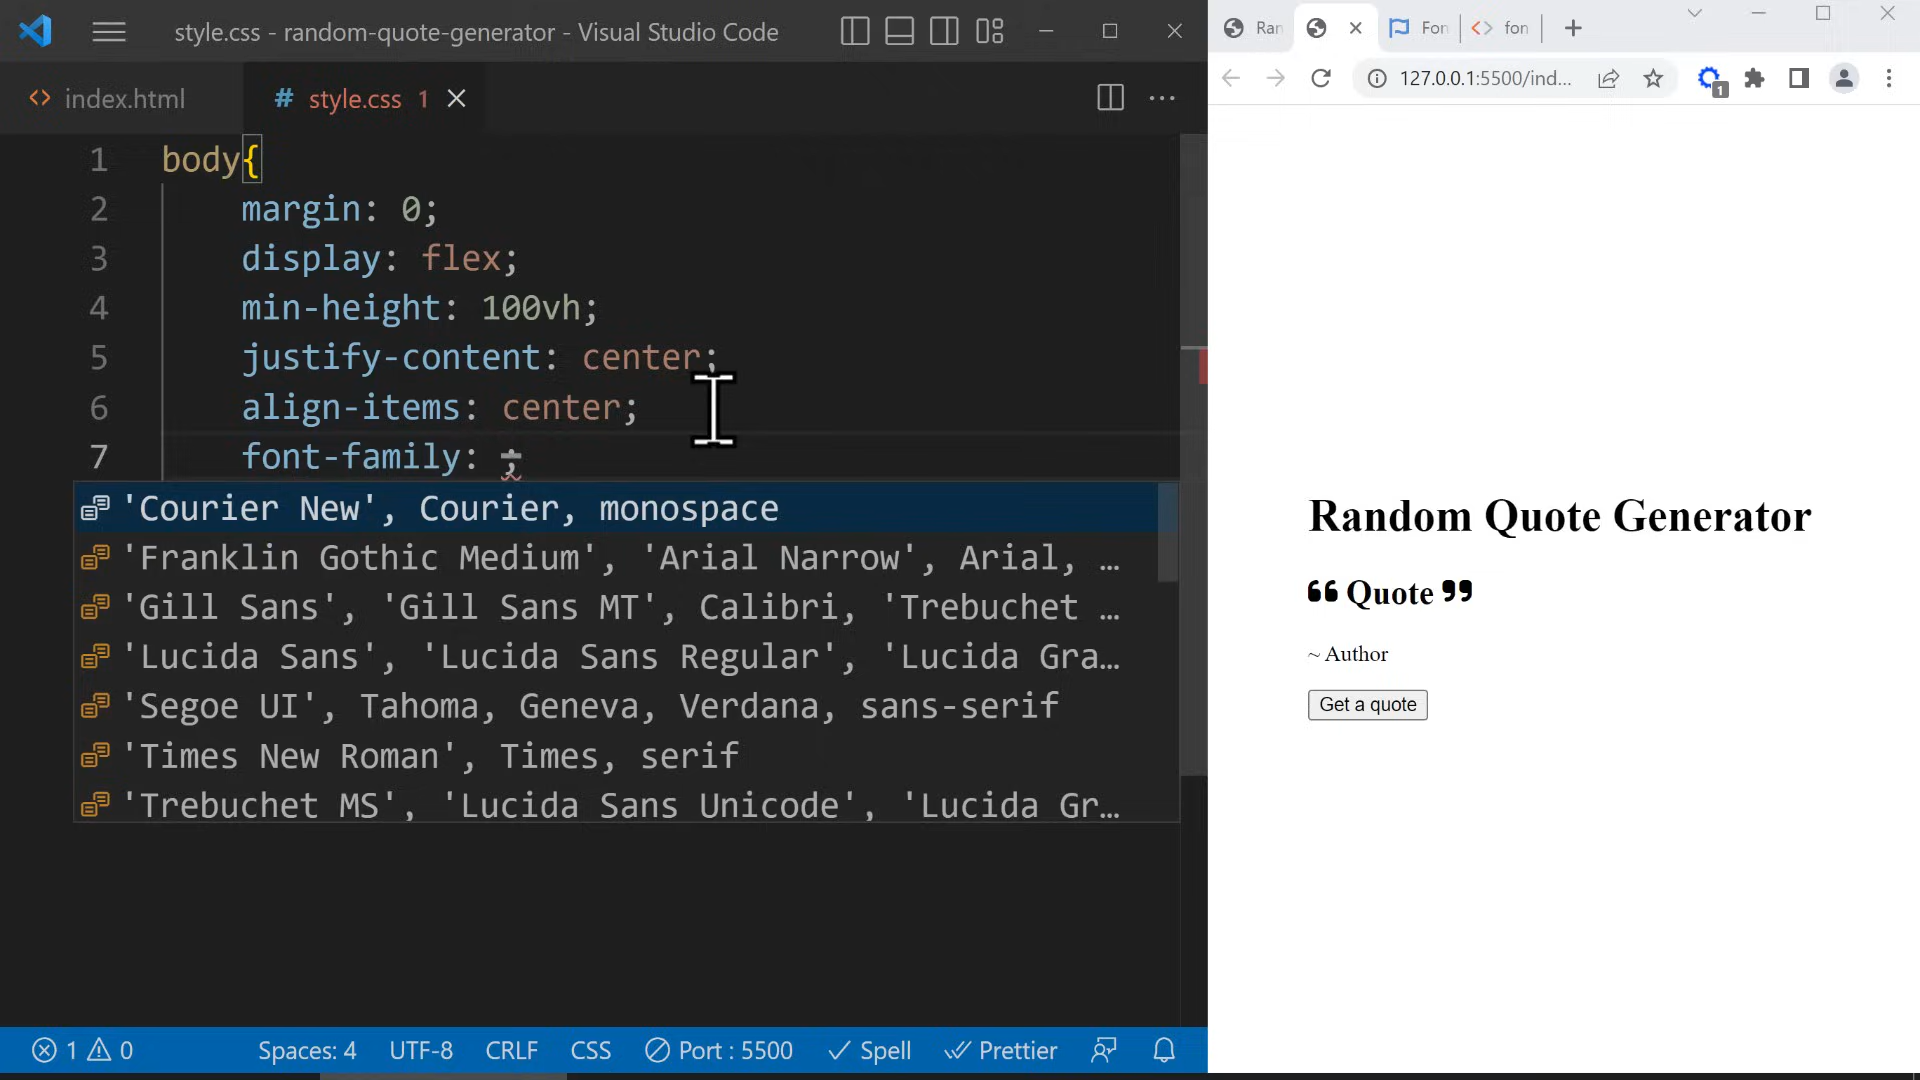 style.css - random-quote-generator - Visual Studio Code
index.html
# style.css 1
1 body{
2 margin: 0;
3 display: flex;
4 min-height: 100vh;
5 justify-content: center;
6 align-items: center;
7 font-family: ;
'Courier New', Courier, monospace
'Franklin Gothic Medium', 'Arial Narrow', Arial, …
'Gill Sans', 'Gill Sans MT', Calibri, 'Trebuchet …
'Lucida Sans', 'Lucida Sans Regular', 'Lucida Gra…
'Segoe UI', Tahoma, Geneva, Verdana, sans-serif
'Times New Roman', Times, serif
'Trebuchet MS', 'Lucida Sans Unicode', 'Lucida Gr…
1 0 Spaces: 4 UTF-8 CRLF CSS Port : 5500 Spell Prettier
Ran
Fon
fon
127.0.0.1:5500/ind...
1
Random Quote Generator
❝ Quote ❞
~ Author
Get a quote